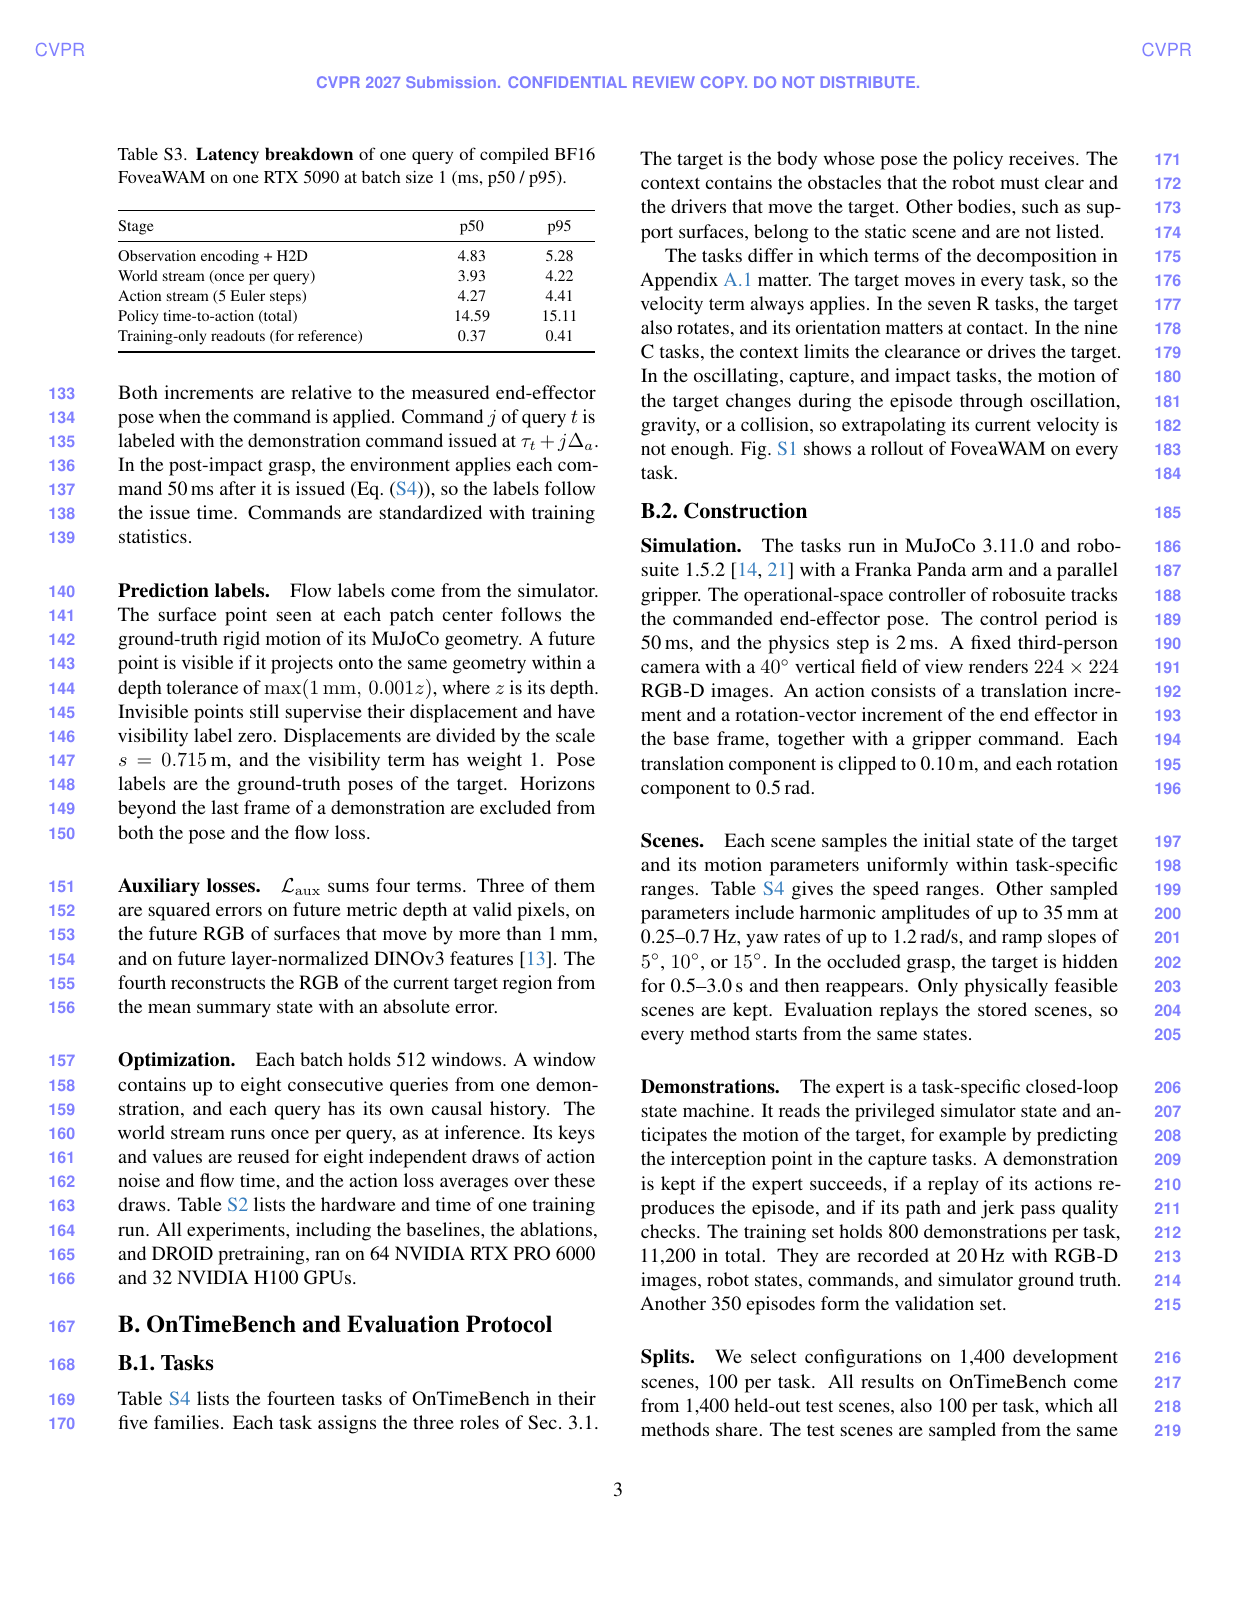 CVPR
CVPR
CVPR 2027 Submission. CONFIDENTIAL REVIEW COPY. DO NOT DISTRIBUTE.
Table S3. Latency breakdown of one query of compiled BF16
FoveaWAM on one RTX 5090 at batch size 1 (ms, p50 / p95).
Stage p50 p95
Observation encoding + H2D 4.83 5.28
World stream (once per query) 3.93 4.22
Action stream (5 Euler steps) 4.27 4.41
Policy time-to-action (total) 14.59 15.11
Training-only readouts (for reference) 0.37 0.41
133 Both increments are relative to the measured end-effector
134 pose when the command is applied. Command j of query t is
135 labeled with the demonstration command issued at τt + jΔa.
136 In the post-impact grasp, the environment applies each com-
137 mand 50 ms after it is issued (Eq. (S4)), so the labels follow
138 the issue time. Commands are standardized with training
139 statistics.
140 Prediction labels. Flow labels come from the simulator.
141 The surface point seen at each patch center follows the
142 ground-truth rigid motion of its MuJoCo geometry. A future
143 point is visible if it projects onto the same geometry within a
144 depth tolerance of max(1 mm, 0.001z), where z is its depth.
145 Invisible points still supervise their displacement and have
146 visibility label zero. Displacements are divided by the scale
147 s = 0.715 m, and the visibility term has weight 1. Pose
148 labels are the ground-truth poses of the target. Horizons
149 beyond the last frame of a demonstration are excluded from
150 both the pose and the flow loss.
151 Auxiliary losses. ℒaux sums four terms. Three of them
152 are squared errors on future metric depth at valid pixels, on
153 the future RGB of surfaces that move by more than 1 mm,
154 and on future layer-normalized DINOv3 features [13]. The
155 fourth reconstructs the RGB of the current target region from
156 the mean summary state with an absolute error.
157 Optimization. Each batch holds 512 windows. A window
158 contains up to eight consecutive queries from one demon-
159 stration, and each query has its own causal history. The
160 world stream runs once per query, as at inference. Its keys
161 and values are reused for eight independent draws of action
162 noise and flow time, and the action loss averages over these
163 draws. Table S2 lists the hardware and time of one training
164 run. All experiments, including the baselines, the ablations,
165 and DROID pretraining, ran on 64 NVIDIA RTX PRO 6000
166 and 32 NVIDIA H100 GPUs.
167 B. OnTimeBench and Evaluation Protocol
168 B.1. Tasks
169 Table S4 lists the fourteen tasks of OnTimeBench in their
170 five families. Each task assigns the three roles of Sec. 3.1.
The target is the body whose pose the policy receives. The 171
context contains the obstacles that the robot must clear and 172
the drivers that move the target. Other bodies, such as sup- 173
port surfaces, belong to the static scene and are not listed. 174
The tasks differ in which terms of the decomposition in 175
Appendix A.1 matter. The target moves in every task, so the 176
velocity term always applies. In the seven R tasks, the target 177
also rotates, and its orientation matters at contact. In the nine 178
C tasks, the context limits the clearance or drives the target. 179
In the oscillating, capture, and impact tasks, the motion of 180
the target changes during the episode through oscillation, 181
gravity, or a collision, so extrapolating its current velocity is 182
not enough. Fig. S1 shows a rollout of FoveaWAM on every 183
task. 184
B.2. Construction 185
Simulation. The tasks run in MuJoCo 3.11.0 and robo- 186
suite 1.5.2 [14, 21] with a Franka Panda arm and a parallel 187
gripper. The operational-space controller of robosuite tracks 188
the commanded end-effector pose. The control period is 189
50 ms, and the physics step is 2 ms. A fixed third-person 190
camera with a 40° vertical field of view renders 224 × 224 191
RGB-D images. An action consists of a translation incre- 192
ment and a rotation-vector increment of the end effector in 193
the base frame, together with a gripper command. Each 194
translation component is clipped to 0.10 m, and each rotation 195
component to 0.5 rad. 196
Scenes. Each scene samples the initial state of the target 197
and its motion parameters uniformly within task-specific 198
ranges. Table S4 gives the speed ranges. Other sampled 199
parameters include harmonic amplitudes of up to 35 mm at 200
0.25–0.7 Hz, yaw rates of up to 1.2 rad/s, and ramp slopes of 201
5°, 10°, or 15°. In the occluded grasp, the target is hidden 202
for 0.5–3.0 s and then reappears. Only physically feasible 203
scenes are kept. Evaluation replays the stored scenes, so 204
every method starts from the same states. 205
Demonstrations. The expert is a task-specific closed-loop 206
state machine. It reads the privileged simulator state and an- 207
ticipates the motion of the target, for example by predicting 208
the interception point in the capture tasks. A demonstration 209
is kept if the expert succeeds, if a replay of its actions re- 210
produces the episode, and if its path and jerk pass quality 211
checks. The training set holds 800 demonstrations per task, 212
11,200 in total. They are recorded at 20 Hz with RGB-D 213
images, robot states, commands, and simulator ground truth. 214
Another 350 episodes form the validation set. 215
Splits. We select configurations on 1,400 development 216
scenes, 100 per task. All results on OnTimeBench come 217
from 1,400 held-out test scenes, also 100 per task, which all 218
methods share. The test scenes are sampled from the same 219
3